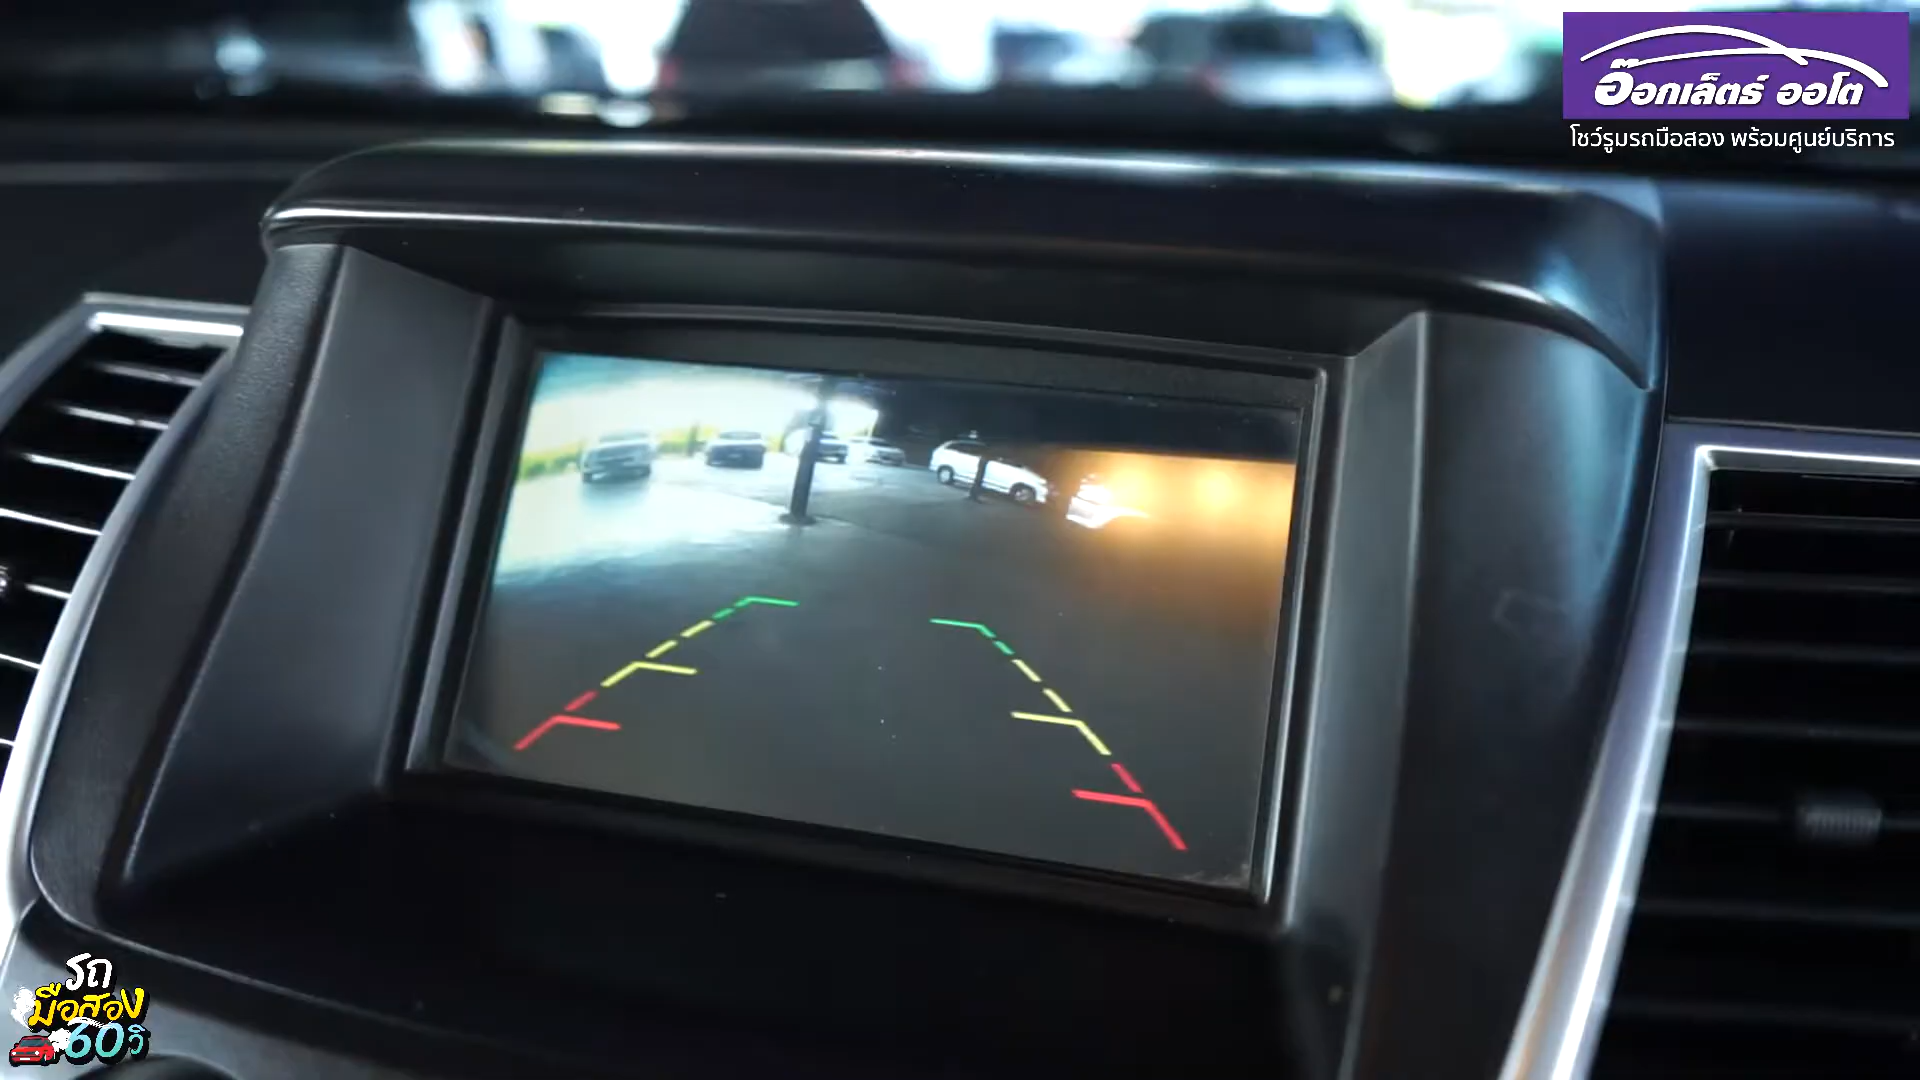 อ๊อกเล็ตธ์ ออโต
โชว์รูมรถมือสอง พร้อมศูนย์บริการ
รถ
มือสอง
60วิ